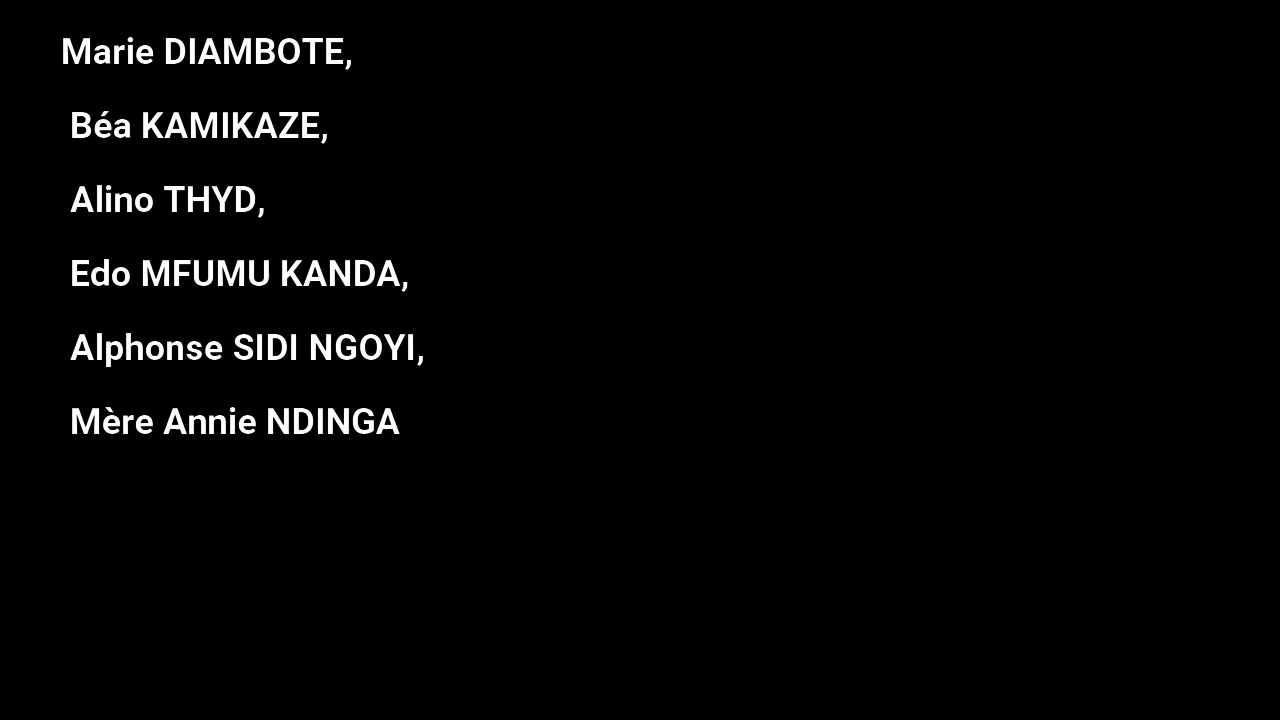 Marie DIAMBOTE,
Béa KAMIKAZE,
Alino THYD,
Edo MFUMU KANDA,
Alphonse SIDI NGOYI,
Mère Annie NDINGA